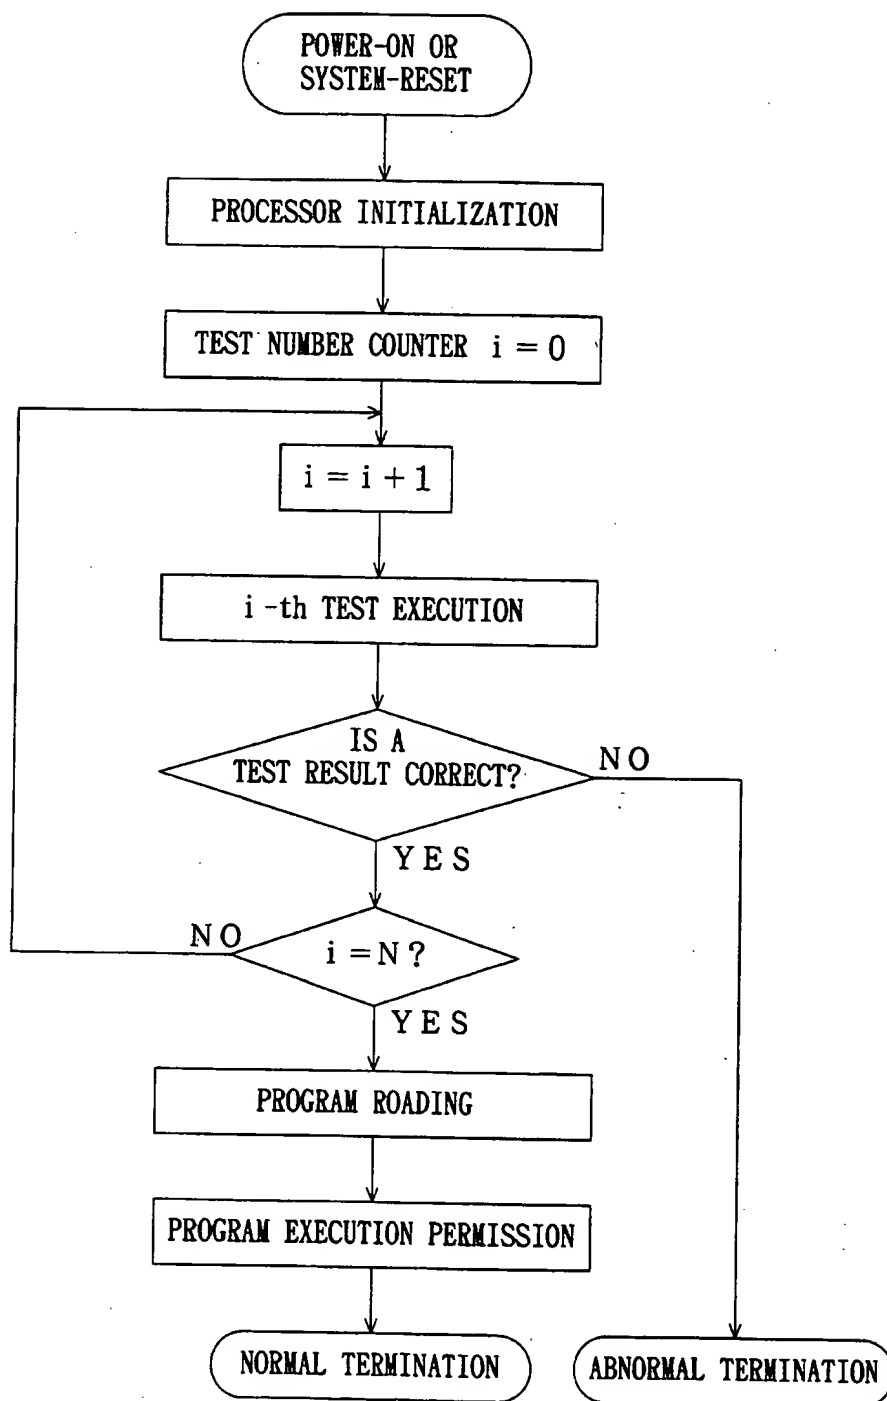 POWER-ON OR
SYSTEM-RESET
PROCESSOR INITIALIZATION
TEST NUMBER COUNTER i = 0
i = i + 1
i -th TEST EXECUTION
IS A
TEST RESULT CORRECT?
NO
YES
NO
i = N ?
YES
PROGRAM ROADING
PROGRAM EXECUTION PERMISSION
NORMAL TERMINATION
ABNORMAL TERMINATION